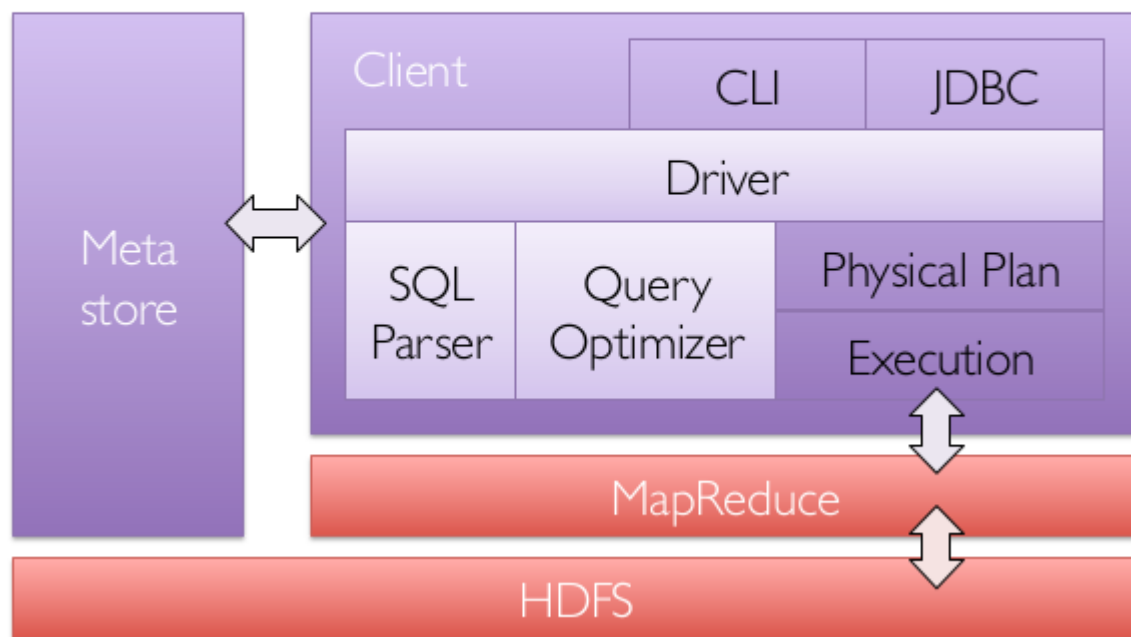 Client
CLI
JDBC
Driver
Meta
store
SQL
Parser
Query
Optimizer
Physical Plan
Execution
MapReduce
HDFS